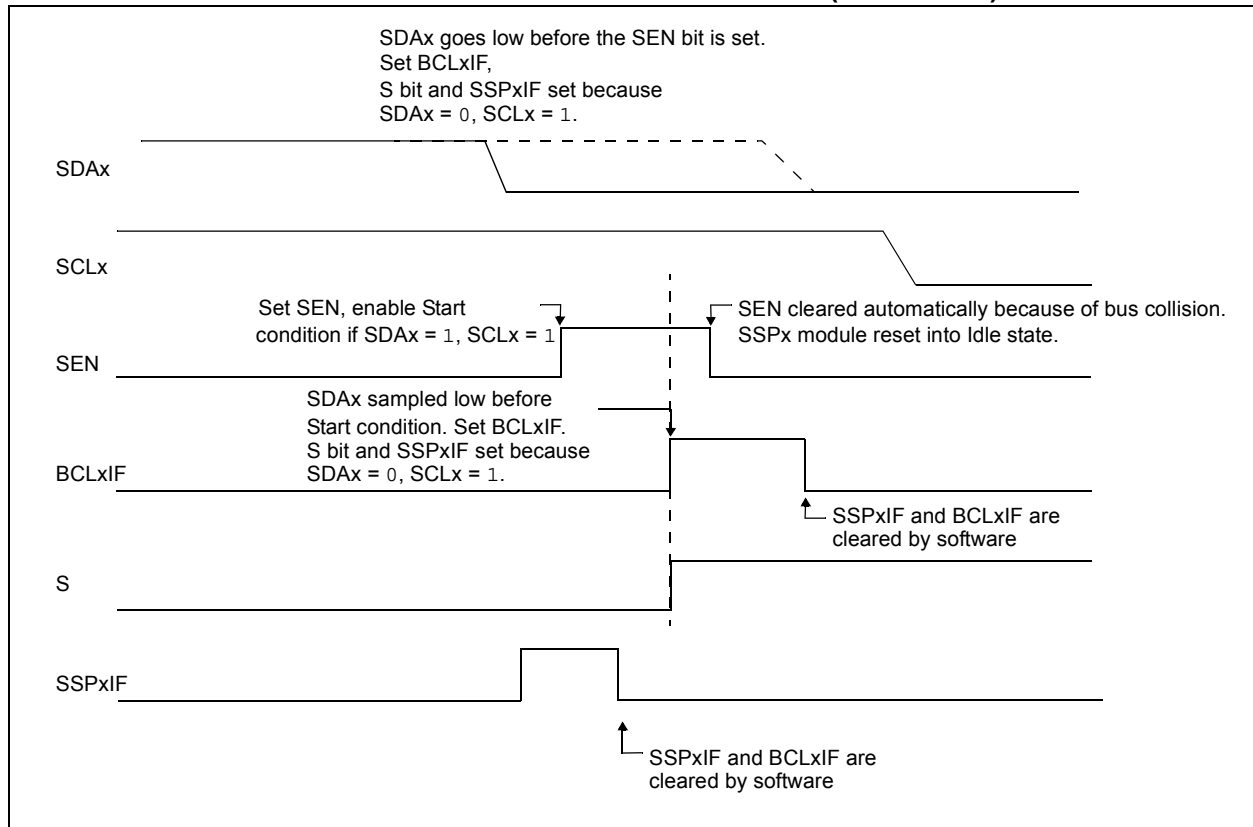 SDAx goes low before the SEN bit is set.
Set BCLxIF,
S bit and SSPxIF set because
SDAx = 0, SCLx = 1.
SDAx
SCLx
Set SEN, enable Start
condition if SDAx = 1, SCLx = 1
SEN cleared automatically because of bus collision.
SSPx module reset into Idle state.
SEN
SDAx sampled low before
Start condition. Set BCLxIF.
S bit and SSPxIF set because
SDAx = 0, SCLx = 1.
BCLxIF
SSPxIF and BCLxIF are
cleared by software
S
SSPxIF
SSPxIF and BCLxIF are
cleared by software